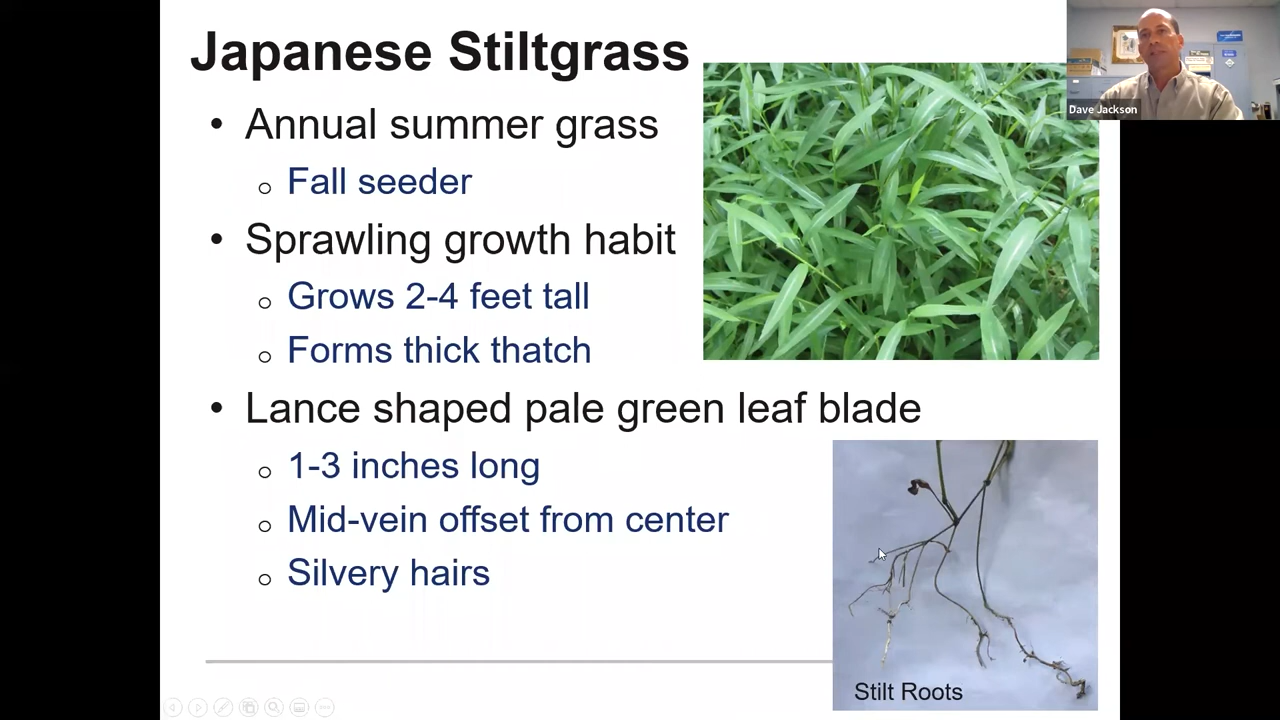 Japanese Stiltgrass
• Annual summer grass
o Fall seeder
• Sprawling growth habit
o Grows 2-4 feet tall
o Forms thick thatch
• Lance shaped pale green leaf blade
o 1-3 inches long
o Mid-vein offset from center
o Silvery hairs
Stilt Roots
Dave Jackson